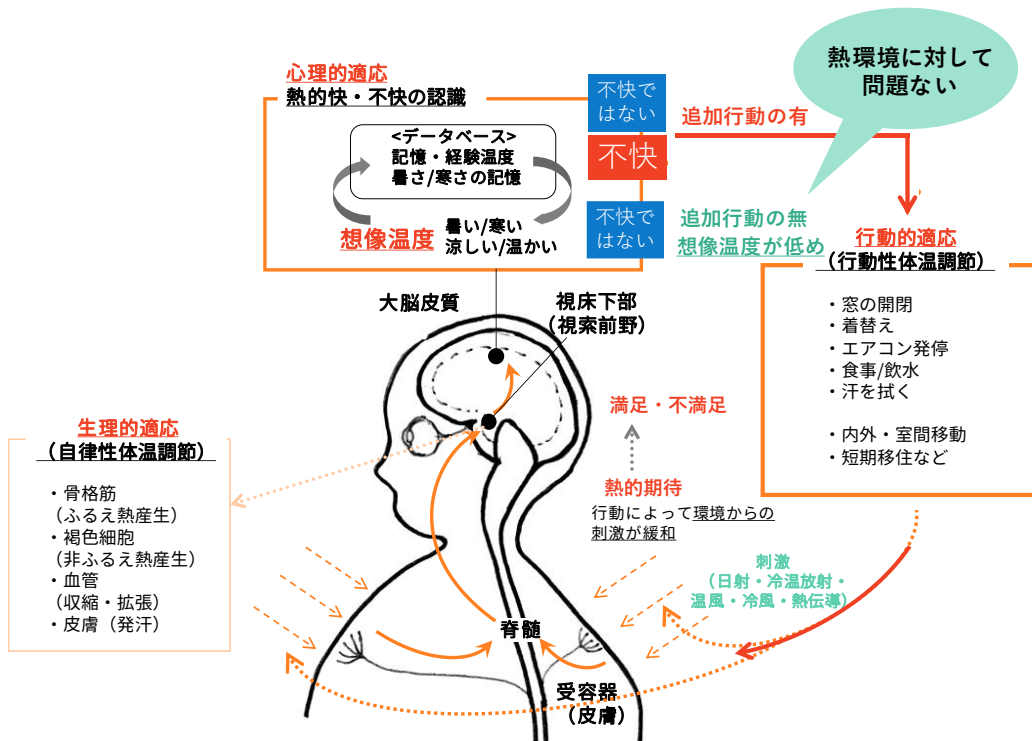 熱環境に対して
問題ない
心理的適応
熱的快・不快の認識
不快で
はない
追加行動の有
<データベース>
記憶・経験温度
暑さ/寒さの記憶
不快
想像温度
暑い/寒い
涼しい/温かい
不快で
はない
追加行動の無
想像温度が低め
行動的適応
（行動性体温調節）
・窓の開閉
・着替え
・エアコン発停
・食事/飲水
・汗を拭く
・内外・室間移動
・短期移住など
大脳皮質
視床下部
（視索前野）
満足・不満足
熱的期待
行動によって環境からの
刺激が緩和
生理的適応
（自律性体温調節）
・骨格筋
（ふるえ熱産生）
・褐色細胞
（非ふるえ熱産生）
・血管
（収縮・拡張）
・皮膚（発汗）
刺激
（日射・冷温放射・
温風・冷風・熱伝導）
脊髄
受容器
（皮膚）